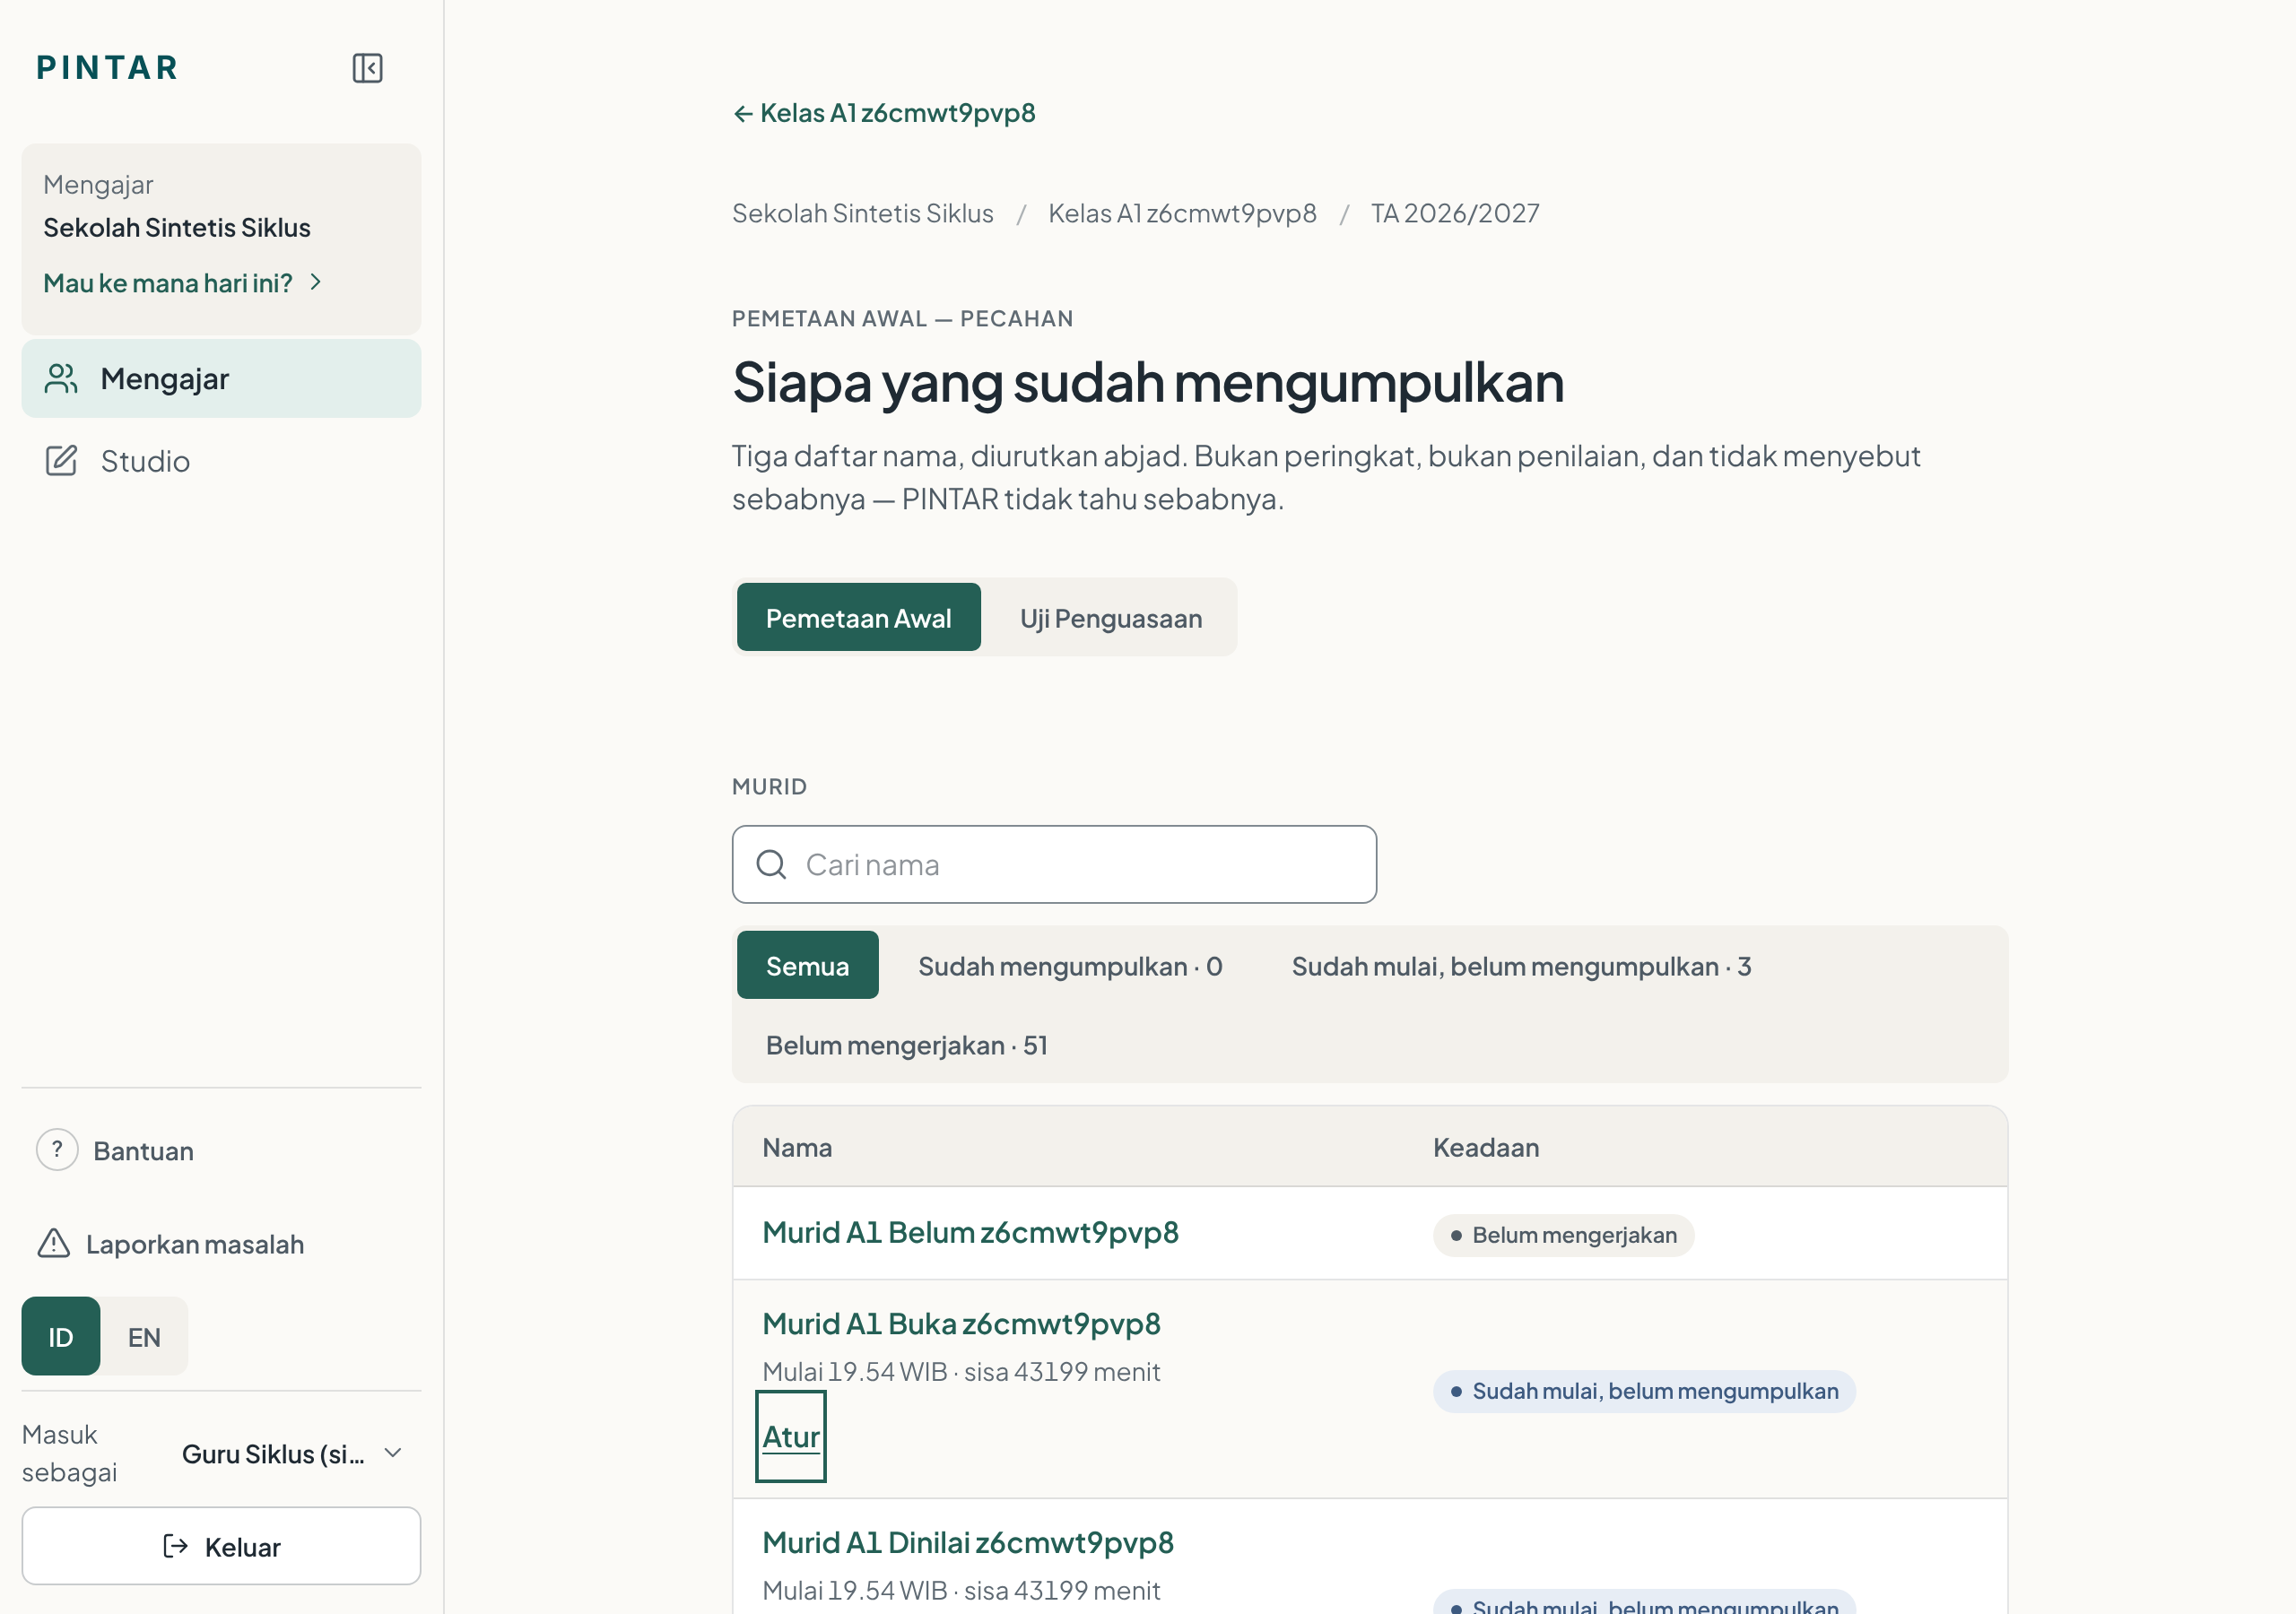 PINTAR
Mengajar
Sekolah Sintetis Siklus
Mau ke mana hari ini?
Mengajar
Studio
? Bantuan
Laporkan masalah
ID EN
Masuk
sebagai
Guru Siklus (si...
Keluar
← Kelas A1 z6cmwt9pvp8
Sekolah Sintetis Siklus / Kelas A1 z6cmwt9pvp8 / TA 2026/2027
PEMETAAN AWAL — PECAHAN
Siapa yang sudah mengumpulkan
Tiga daftar nama, diurutkan abjad. Bukan peringkat, bukan penilaian, dan tidak menyebut
sebabnya — PINTAR tidak tahu sebabnya.
Pemetaan Awal Uji Penguasaan
MURID
Cari nama
Semua Sudah mengumpulkan · 0 Sudah mulai, belum mengumpulkan · 3
Belum mengerjakan · 51
Nama Keadaan
Murid A1 Belum z6cmwt9pvp8 Belum mengerjakan
Murid A1 Buka z6cmwt9pvp8
Mulai 19.54 WIB · sisa 43199 menit
Sudah mulai, belum mengumpulkan
Atur
Murid A1 Dinilai z6cmwt9pvp8
Mulai 19.54 WIB · sisa 43199 menit
Sudah mulai, belum mengumpulkan